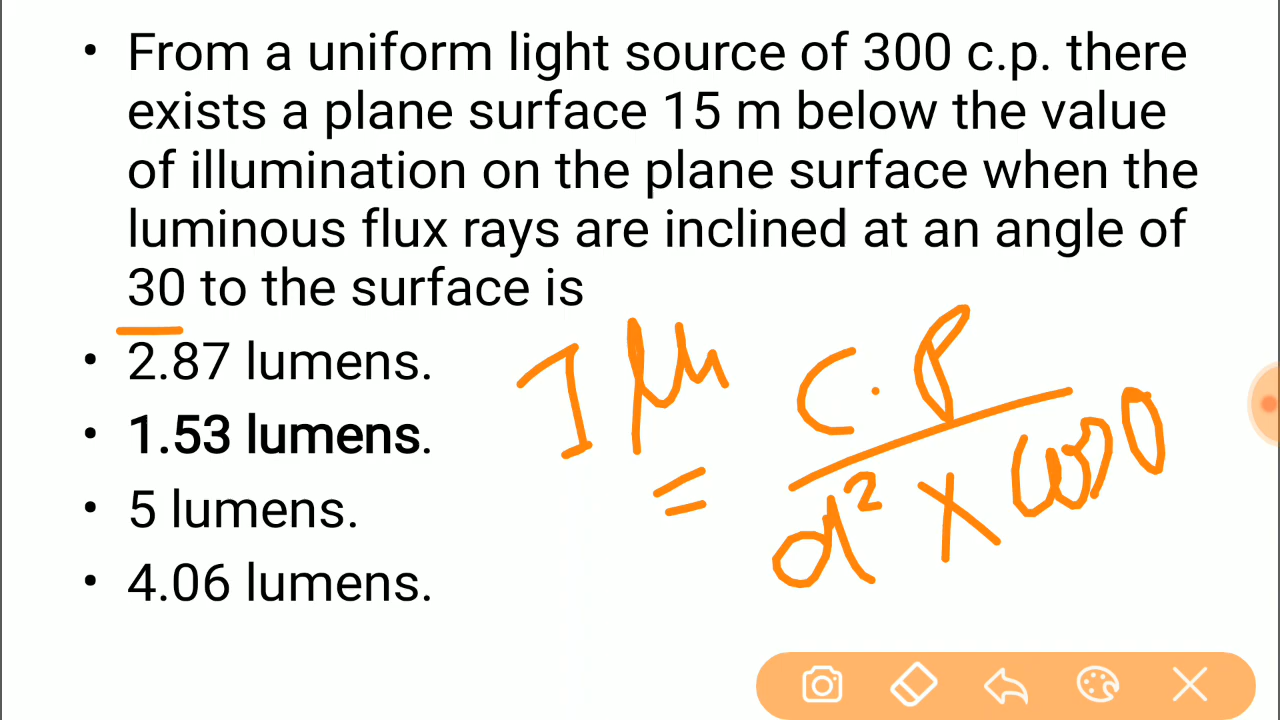 • From a uniform light source of 300 c.p. there
exists a plane surface 15 m below the value
of illumination on the plane surface when the
luminous flux rays are inclined at an angle of
30 to the surface is
• 2.87 lumens.
• 1.53 lumens.
• 5 lumens.
• 4.06 lumens.
C.P
=
d² x cos